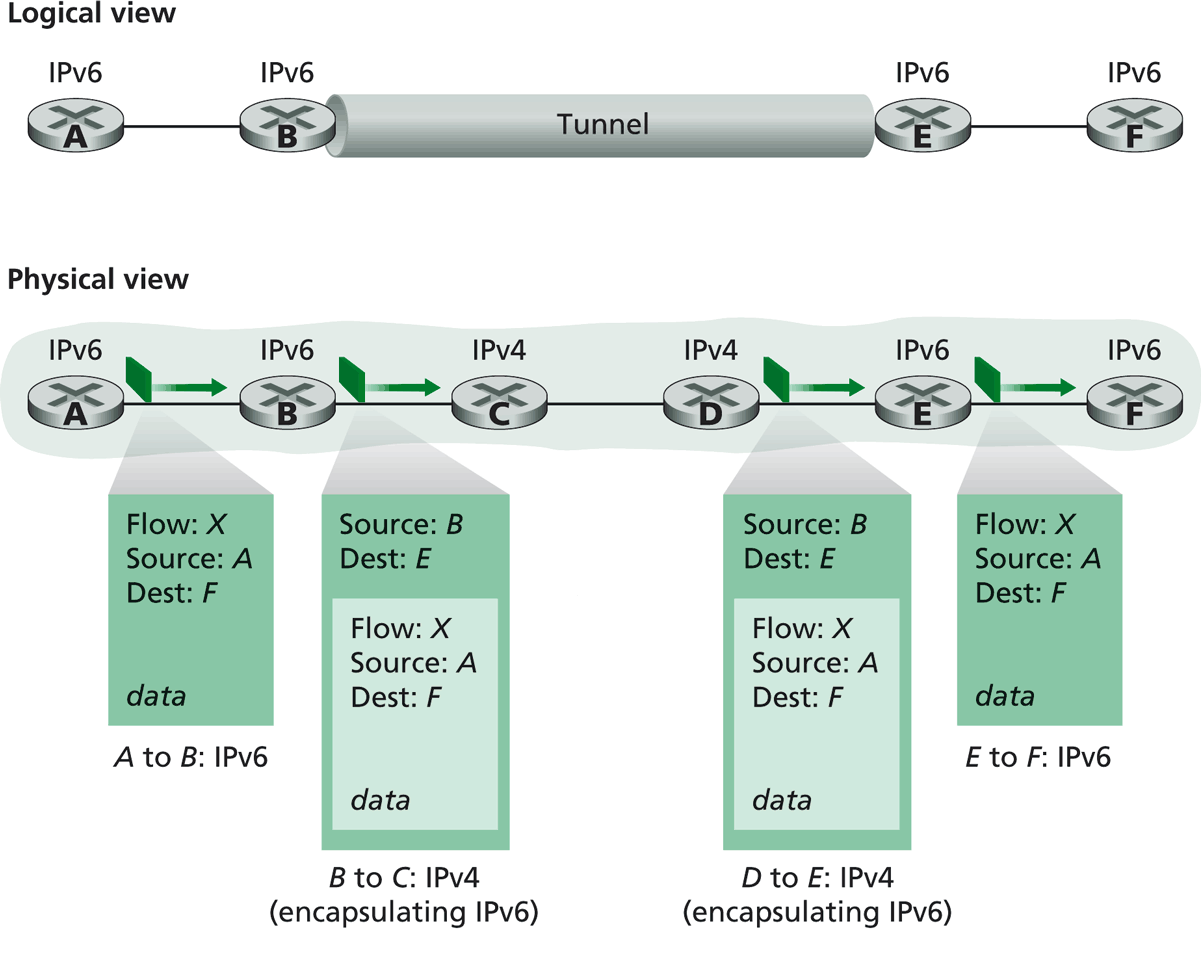 Logical view
IPv6 IPv6 IPv6 IPv6
A B Tunnel E F
Physical view
IPv6 IPv6 IPv4 IPv4 IPv6 IPv6
A B C D E F
Flow: X
Source: A
Dest: F
data
A to B: IPv6
Source: B
Dest: E
Flow: X
Source: A
Dest: F
data
B to C: IPv4
(encapsulating IPv6)
Source: B
Dest: E
Flow: X
Source: A
Dest: F
data
D to E: IPv4
(encapsulating IPv6)
Flow: X
Source: A
Dest: F
data
E to F: IPv6